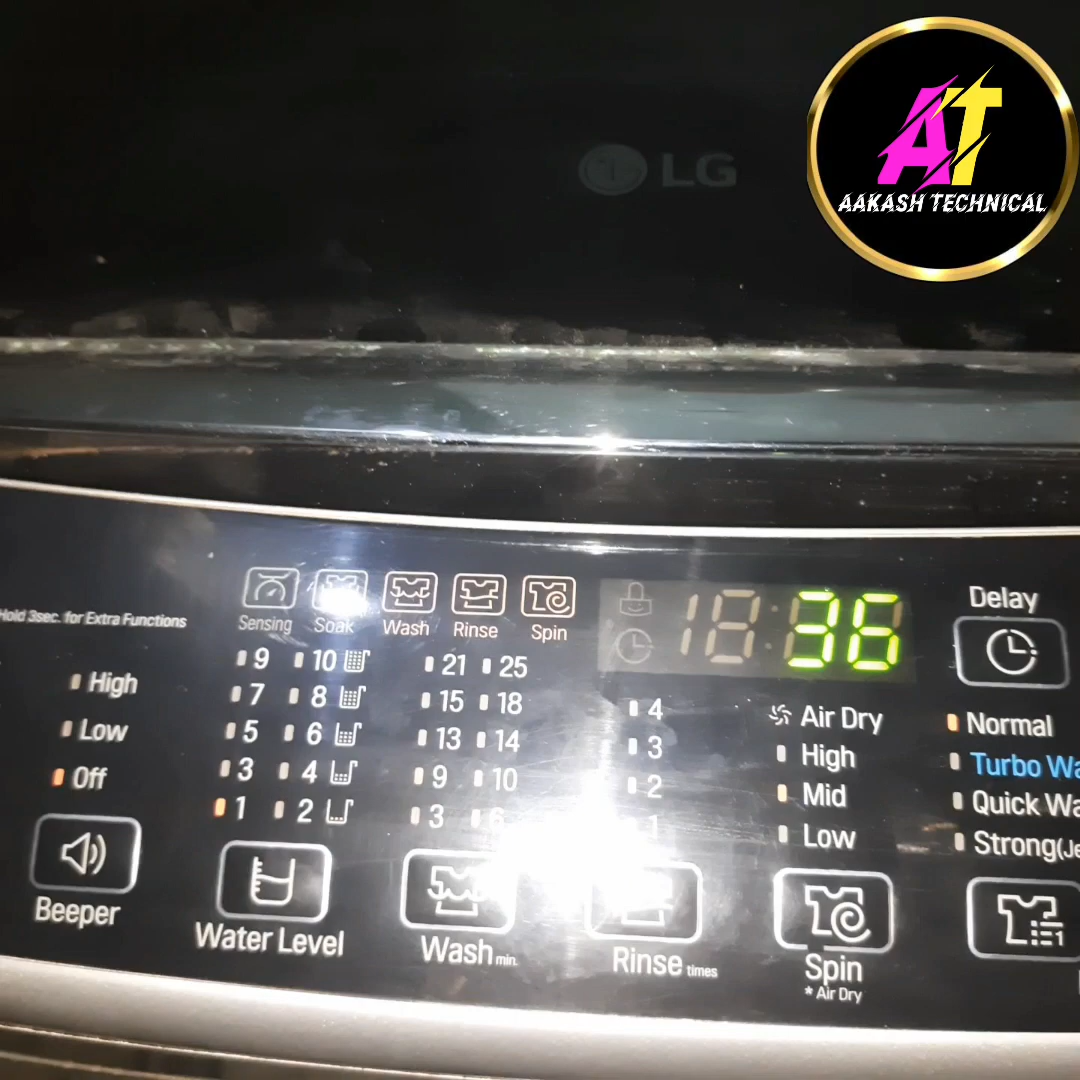 LG
AT
AAKASH TECHNICAL
Hold 3sec. for Extra Functions
Sensing Soak Wash Rinse Spin
18:36
Delay
High
Low
Off
9 10
7 8
5 6
3 4
1 2
21 25
15 18
13 14
9 10
3 6
4
3
2
1
Air Dry
High
Mid
Low
Normal
Turbo Wa
Quick Wa
Strong(Je
Beeper
Water Level
Wash min.
Rinse times
Spin
* Air Dry